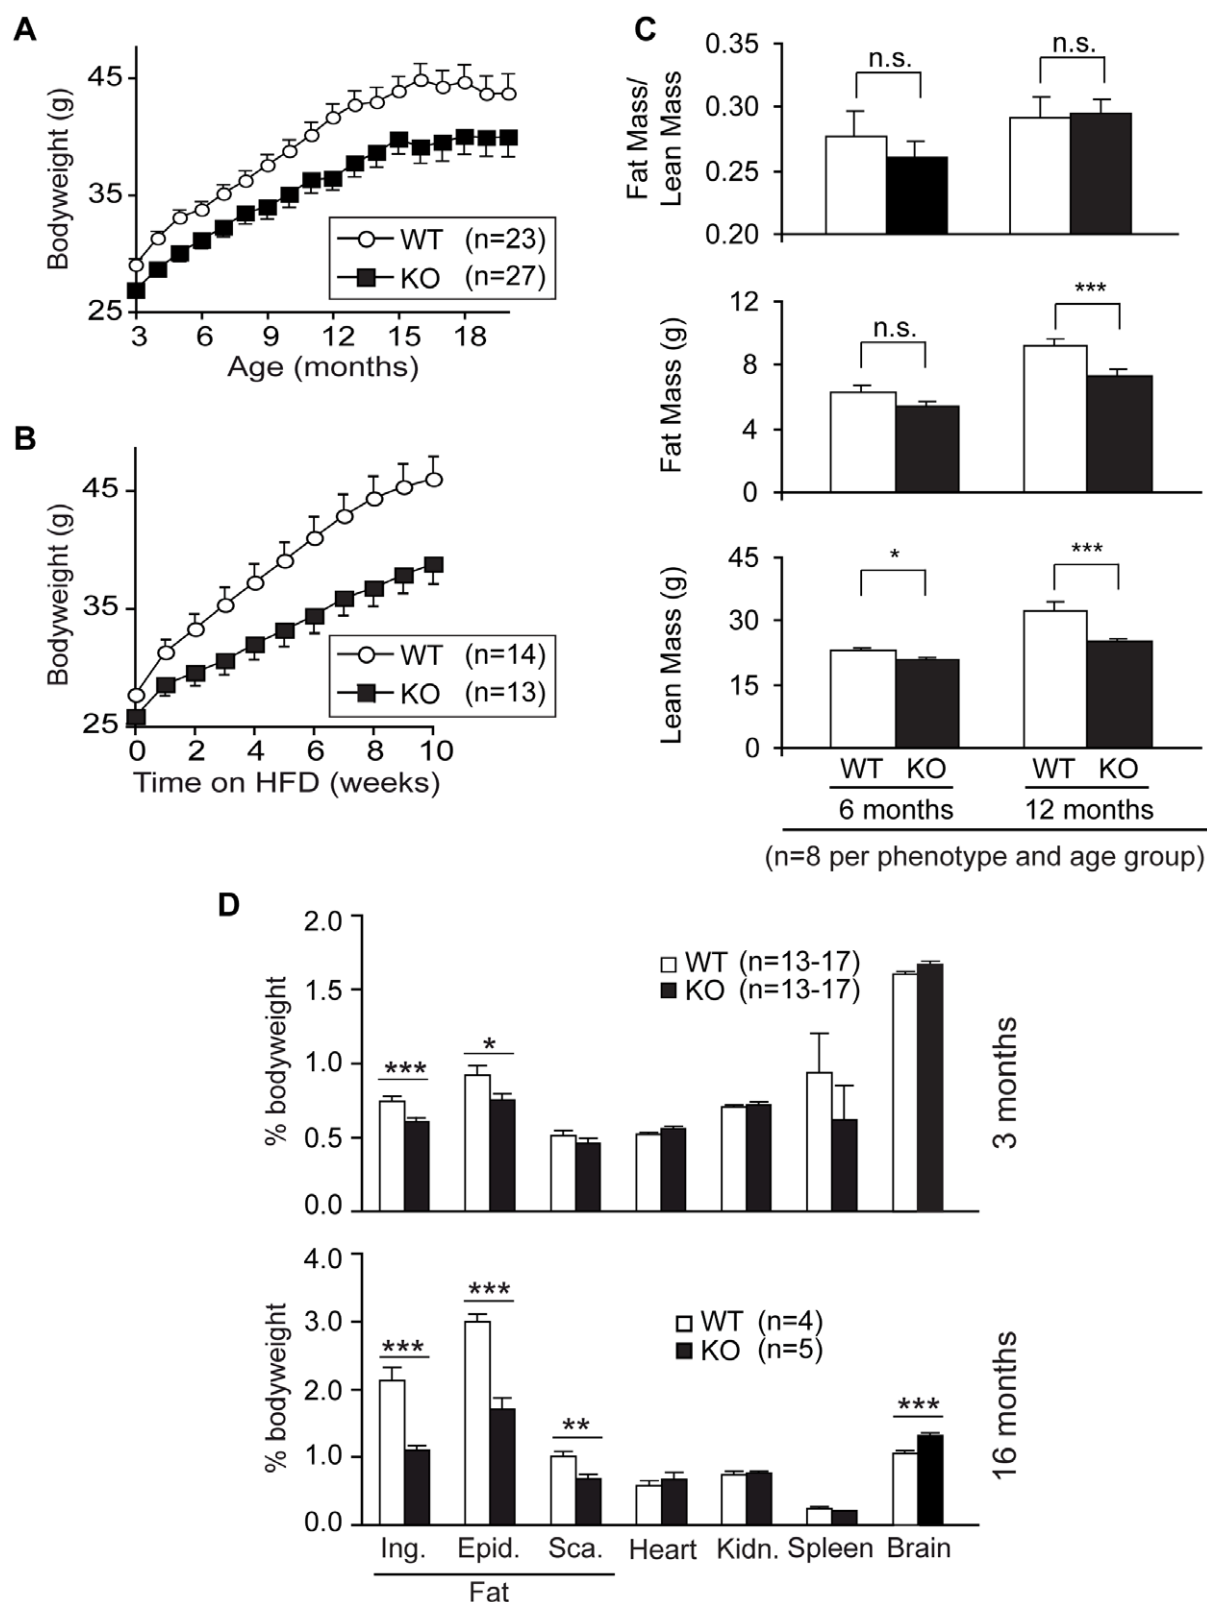 A
Bodyweight (g)
45
35
25
WT (n=23)
KO (n=27)
3 6 9 12 15 18
Age (months)
B
Bodyweight (g)
45
35
25
WT (n=14)
KO (n=13)
0 2 4 6 8 10
Time on HFD (weeks)
C
Fat Mass/
Lean Mass
0.35
0.30
0.25
0.20
n.s.
n.s.
Fat Mass (g)
12
8
4
0
n.s.
***
Lean Mass (g)
45
30
15
0
*
***
WT KO WT KO
6 months 12 months
(n=8 per phenotype and age group)
D
% bodyweight
2.0
1.5
1.0
0.5
0.0
WT (n=13-17)
KO (n=13-17)
***
*
3 months
% bodyweight
4.0
3.0
2.0
1.0
0.0
WT (n=4)
KO (n=5)
***
***
**
***
16 months
Ing. Epid. Sca. Heart Kidn. Spleen Brain
Fat